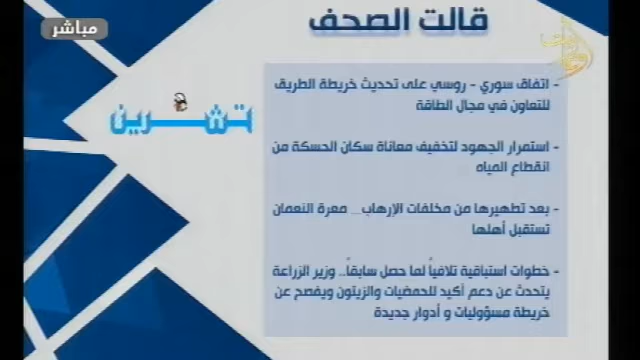 قالت الصحف
مباشر
تشرين
- اتفاق سوري - روسي على تحديث خريطة الطريق
للتعاون في مجال الطاقة
- استمرار الجهود لتخفيف معاناة سكان الحسكة من
انقطاع المياه
- بعد تطهيرها من مخلفات الإرهاب... معرة النعمان
تستقبل أهلها
- خطوات استباقية تلافياً لما حصل سابقاً.. وزير الزراعة
يتحدث عن دعم أكيد للحمضيات والزيتون ويفصح عن
خريطة مسؤوليات و أدوار جديدة